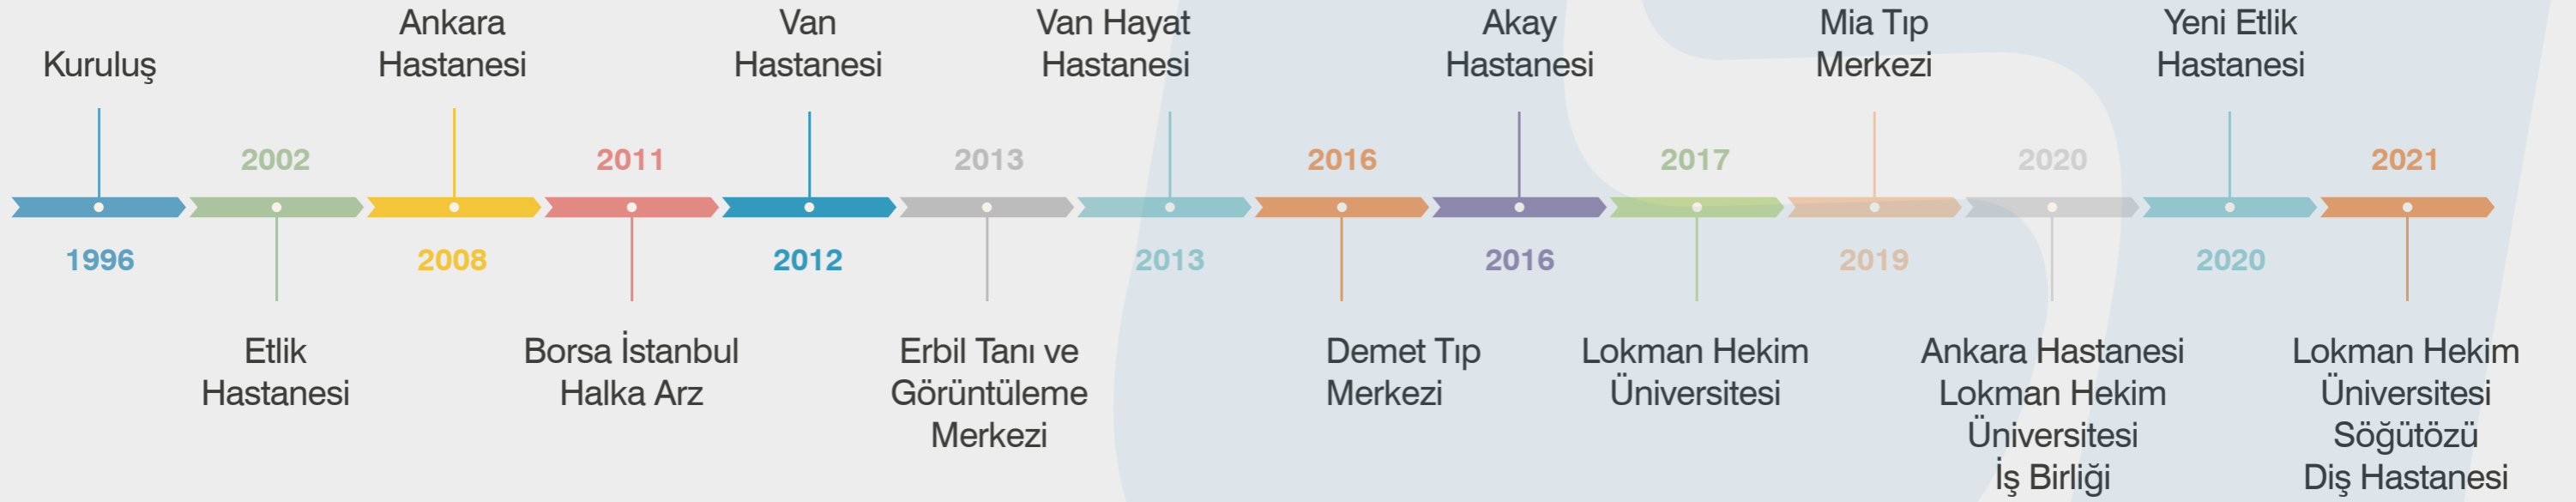 Kuruluş
1996
2002
Etlik
Hastanesi
Ankara
Hastanesi
2008
2011
Borsa İstanbul
Halka Arz
Van
Hastanesi
2012
2013
Erbil Tanı ve
Görüntüleme
Merkezi
Van Hayat
Hastanesi
2013
2016
Demet Tıp
Merkezi
Akay
Hastanesi
2016
2017
Lokman Hekim
Üniversitesi
Mia Tıp
Merkezi
2019
2020
Ankara Hastanesi
Lokman Hekim
Üniversitesi
İş Birliği
Yeni Etlik
Hastanesi
2020
2021
Lokman Hekim
Üniversitesi
Söğütözü
Diş Hastanesi